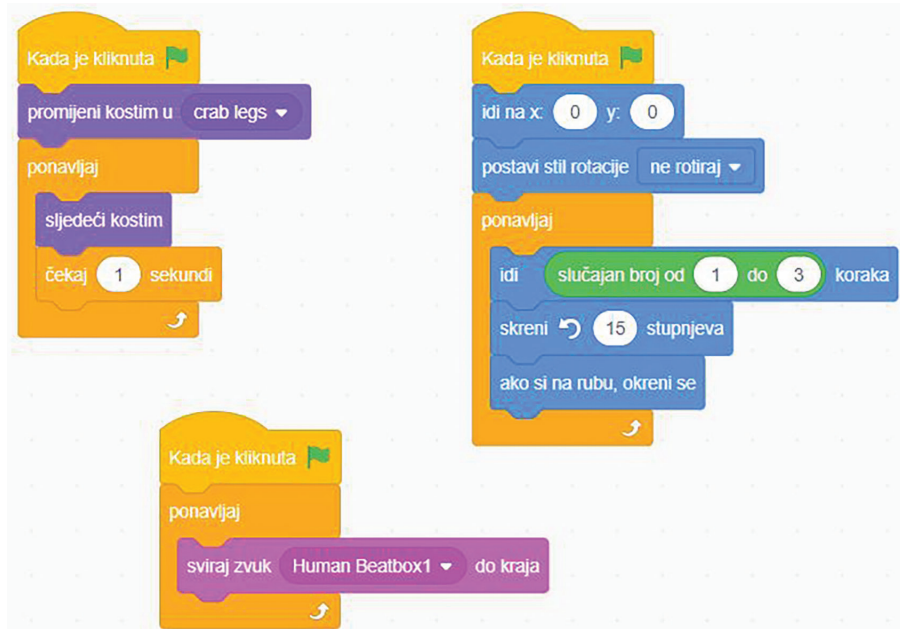 Kada je kliknuta
promijeni kostim u crab legs
ponavljaj
sljedeći kostim
čekaj 1 sekundi
Kada je kliknuta
idi na x: 0 y: 0
postavi stil rotacije ne rotiraj
ponavljaj
idi slučajan broj od 1 do 3 koraka
skreni 15 stupnjeva
ako si na rubu, okreni se
Kada je kliknuta
ponavljaj
sviraj zvuk Human Beatbox1 do kraja